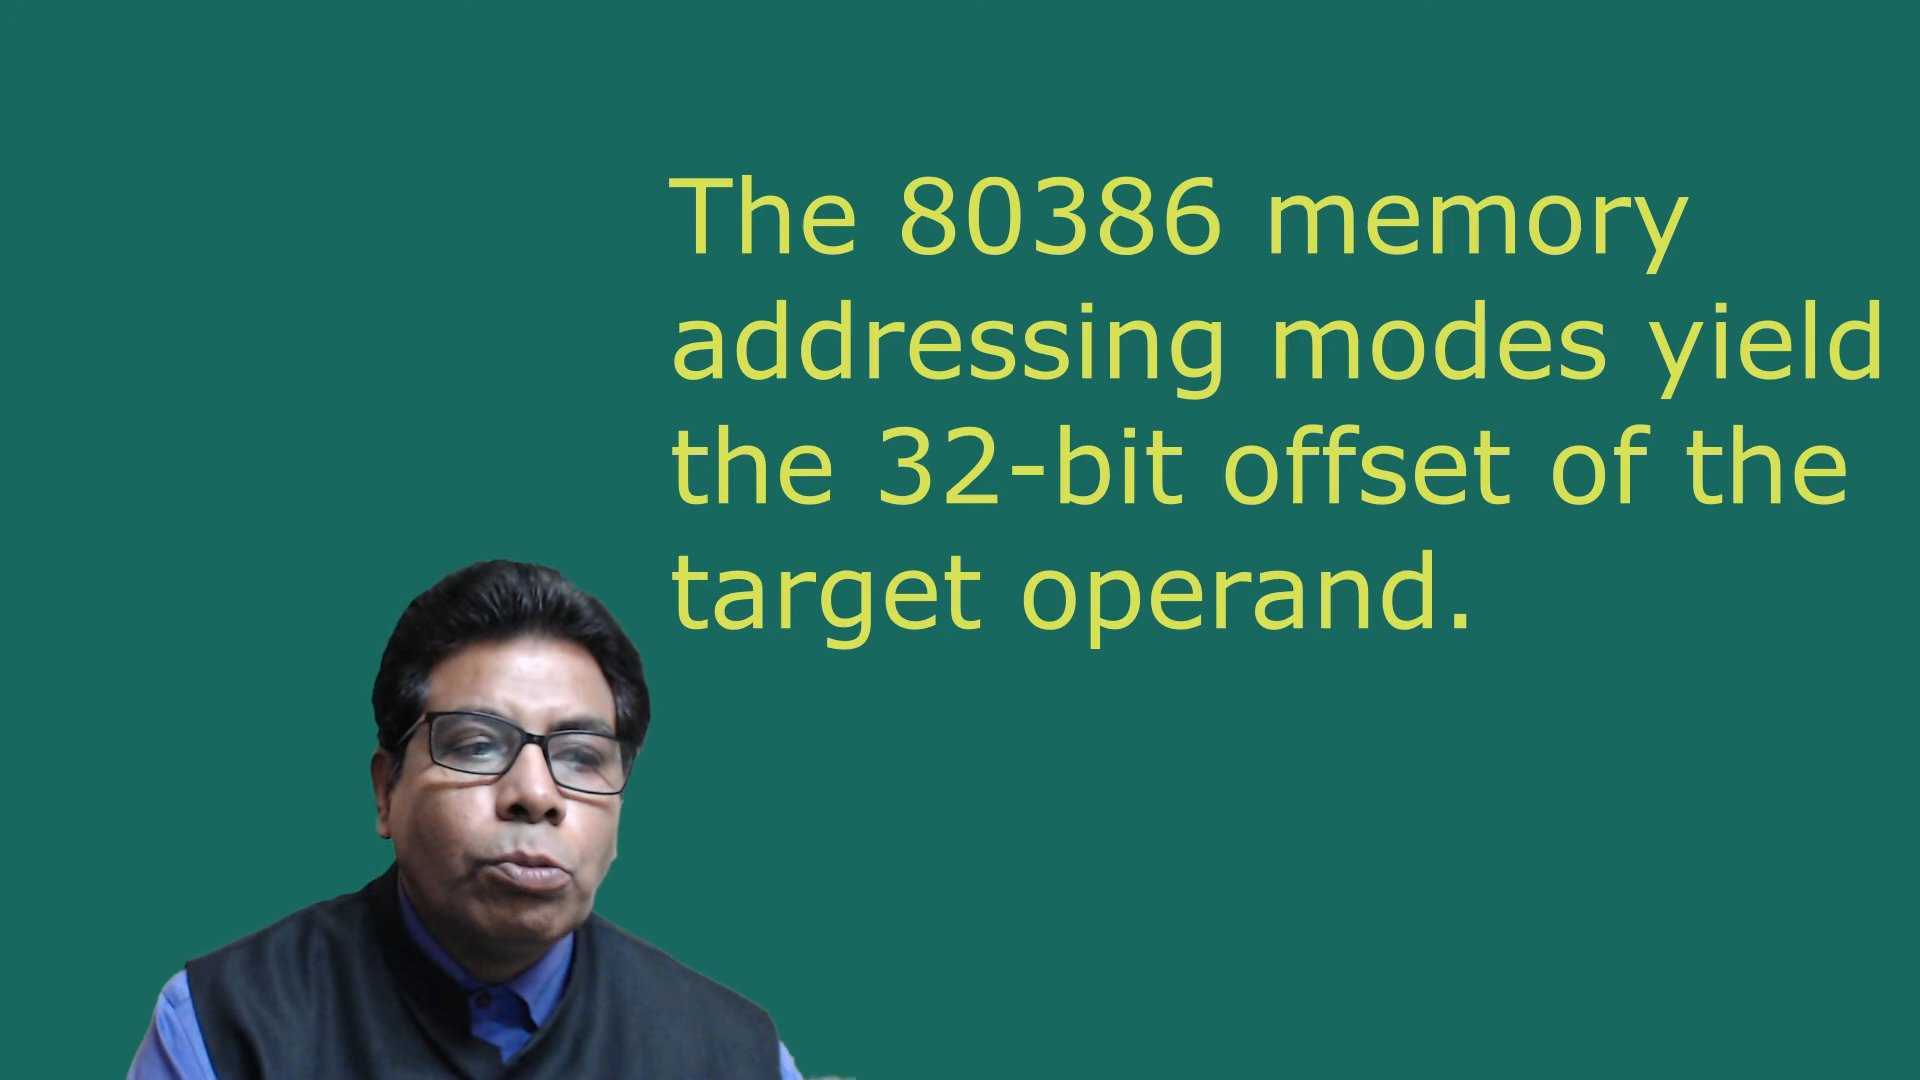 The 80386 memory
addressing modes yield
the 32-bit offset of the
target operand.